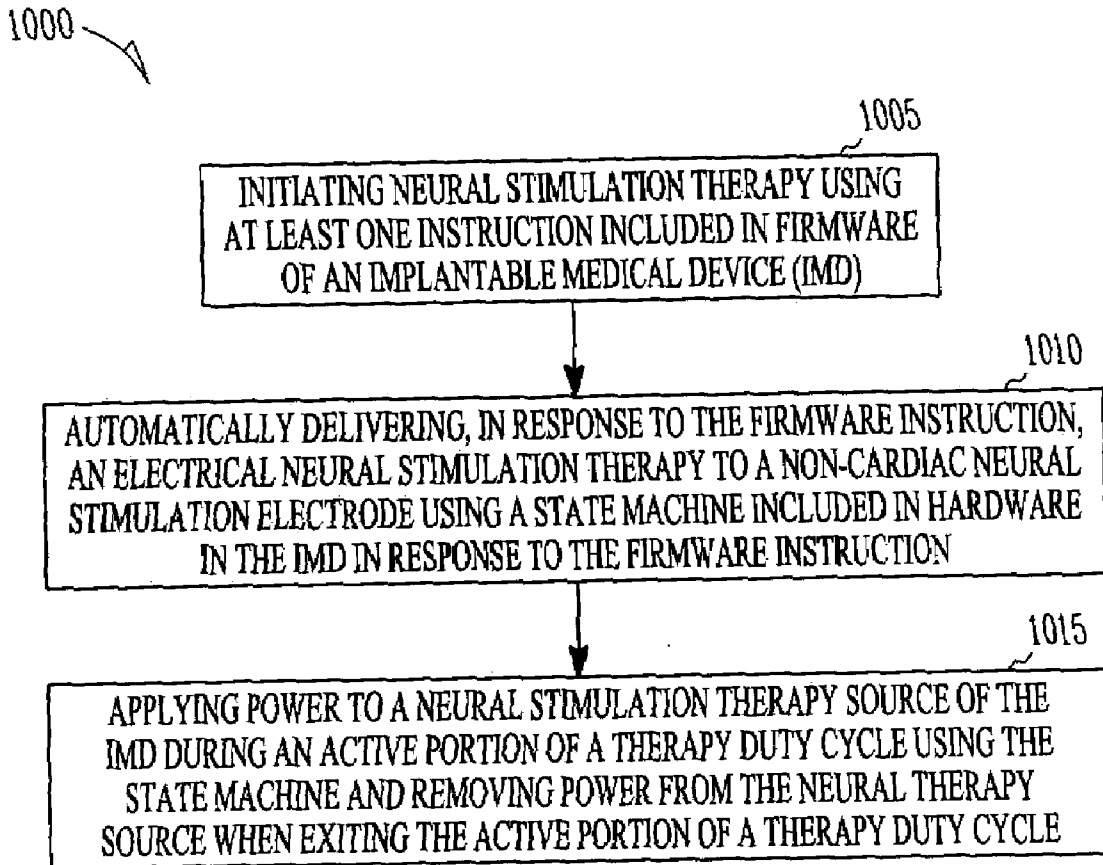 1000
1005
INITIATING NEURAL STIMULATION THERAPY USING
AT LEAST ONE INSTRUCTION INCLUDED IN FIRMWARE
OF AN IMPLANTABLE MEDICAL DEVICE (IMD)
1010
AUTOMATICALLY DELIVERING, IN RESPONSE TO THE FIRMWARE INSTRUCTION,
AN ELECTRICAL NEURAL STIMULATION THERAPY TO A NON-CARDIAC NEURAL
STIMULATION ELECTRODE USING A STATE MACHINE INCLUDED IN HARDWARE
IN THE IMD IN RESPONSE TO THE FIRMWARE INSTRUCTION
1015
APPLYING POWER TO A NEURAL STIMULATION THERAPY SOURCE OF THE
IMD DURING AN ACTIVE PORTION OF A THERAPY DUTY CYCLE USING THE
STATE MACHINE AND REMOVING POWER FROM THE NEURAL THERAPY
SOURCE WHEN EXITING THE ACTIVE PORTION OF A THERAPY DUTY CYCLE